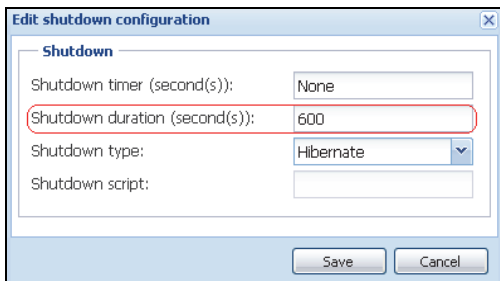 Edit shutdown configuration
Shutdown
Shutdown timer (second(s)): None
Shutdown duration (second(s)): 600
Shutdown type: Hibernate
Shutdown script:
Save Cancel